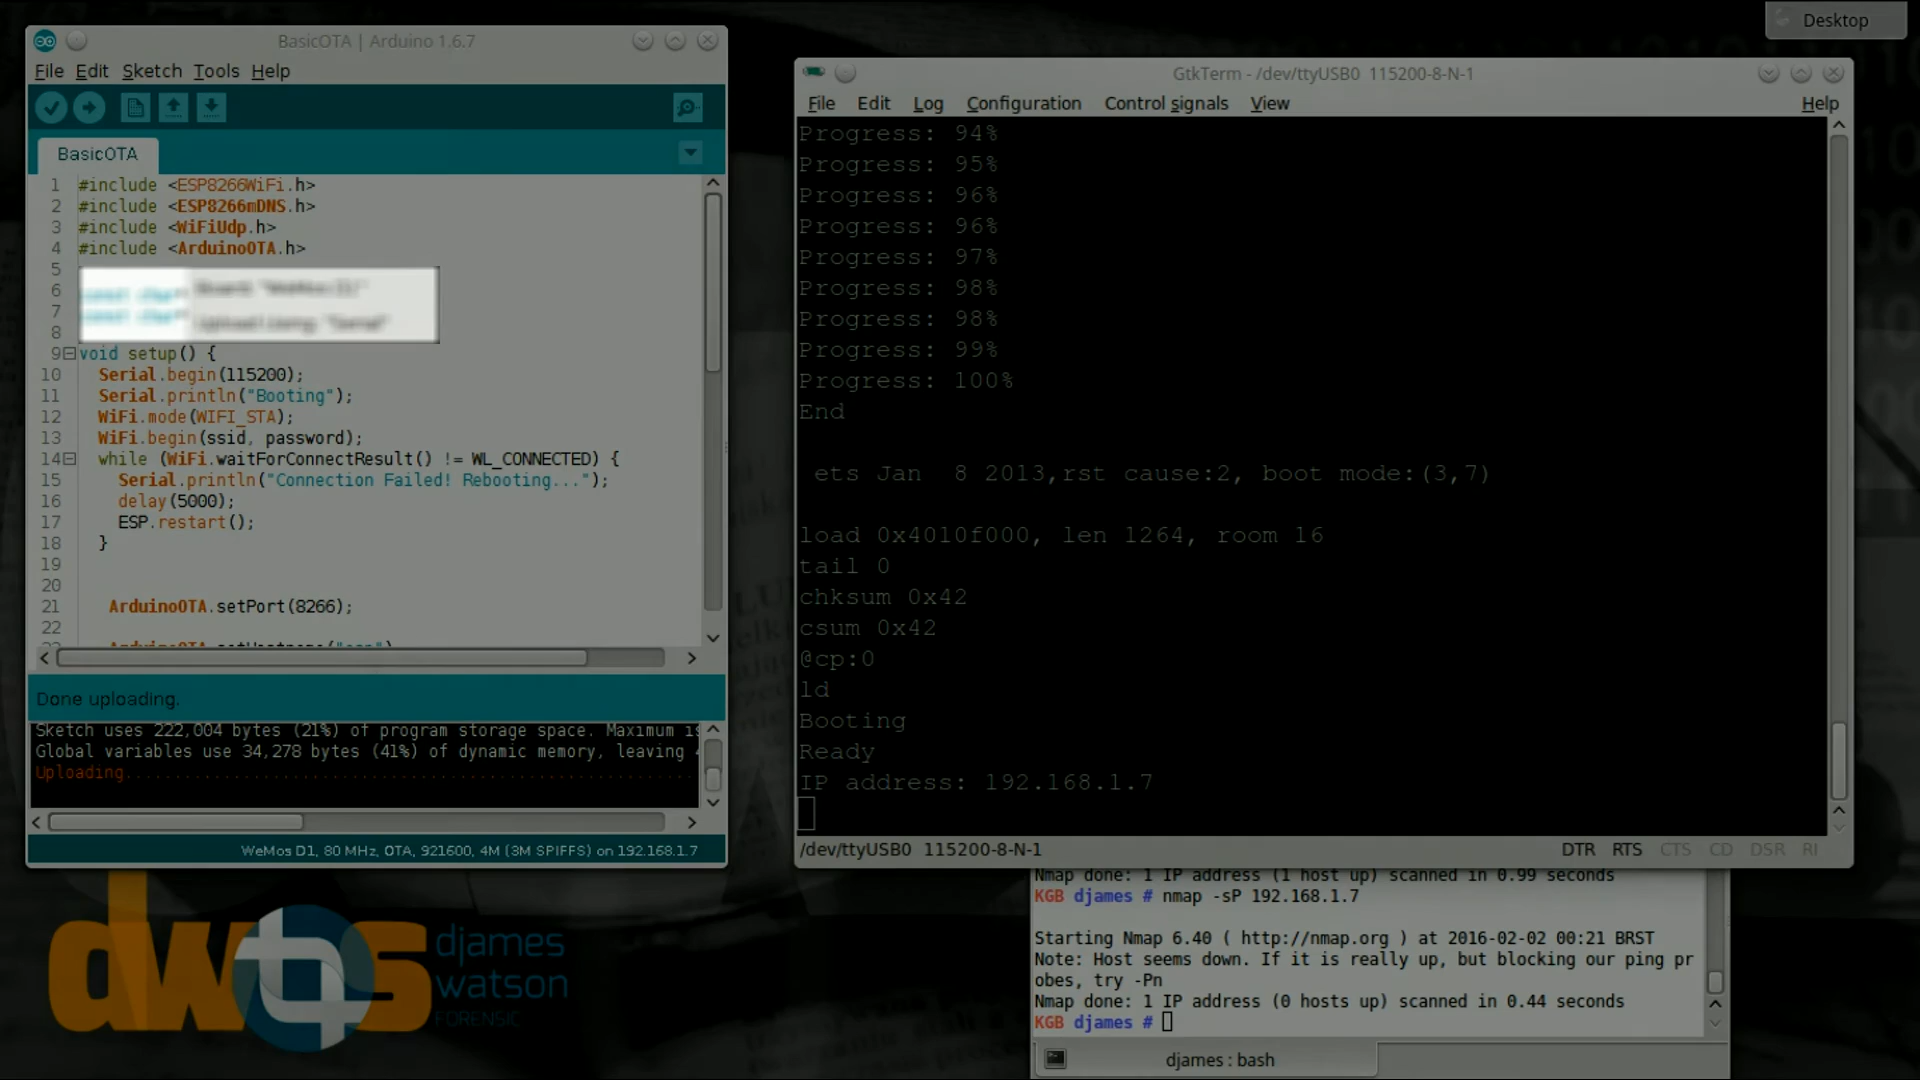 Desktop
BasicOTA | Arduino 1.6.7
File Edit Sketch Tools Help
BasicOTA
1 #include <ESP8266WiFi.h>
2 #include <ESP8266mDNS.h>
3 #include <WiFiUdp.h>
4 #include <ArduinoOTA.h>
5
6 const char*
7 const char*
8
9 void setup() {
10 Serial.begin(115200);
11 Serial.println("Booting");
12 WiFi.mode(WIFI_STA);
13 WiFi.begin(ssid, password);
14 while (WiFi.waitForConnectResult() != WL_CONNECTED) {
15 Serial.println("Connection Failed! Rebooting...");
16 delay(5000);
17 ESP.restart();
18 }
19
20
21 ArduinoOTA.setPort(8266);
22
Done uploading.
Sketch uses 222,004 bytes (21%) of program storage space. Maximum
Global variables use 34,278 bytes (41%) of dynamic memory, leaving
Uploading................................................................
WeMos D1, 80 MHz, OTA, 921600, 4M (3M SPIFFS) on 192.168.1.7
GtkTerm - /dev/ttyUSB0 115200-8-N-1
File Edit Log Configuration Control signals View Help
Progress: 94%
Progress: 95%
Progress: 96%
Progress: 96%
Progress: 97%
Progress: 98%
Progress: 98%
Progress: 99%
Progress: 100%
End
ets Jan 8 2013,rst cause:2, boot mode:(3,7)
load 0x4010f000, len 1264, room 16
tail 0
chksum 0x42
csum 0x42
@cp:0
ld
Booting
Ready
IP address: 192.168.1.7
/dev/ttyUSB0 115200-8-N-1 DTR RTS CTS CD DSR RI
Nmap done: 1 IP address (1 host up) scanned in 0.99 seconds
KGB djames # nmap -sP 192.168.1.7
Starting Nmap 6.40 ( http://nmap.org ) at 2016-02-02 00:21 BRST
Note: Host seems down. If it is really up, but blocking our ping pr
obes, try -Pn
Nmap done: 1 IP address (0 hosts up) scanned in 0.44 seconds
KGB djames #
djames : bash
dwos
djames
watson
FORENSIC